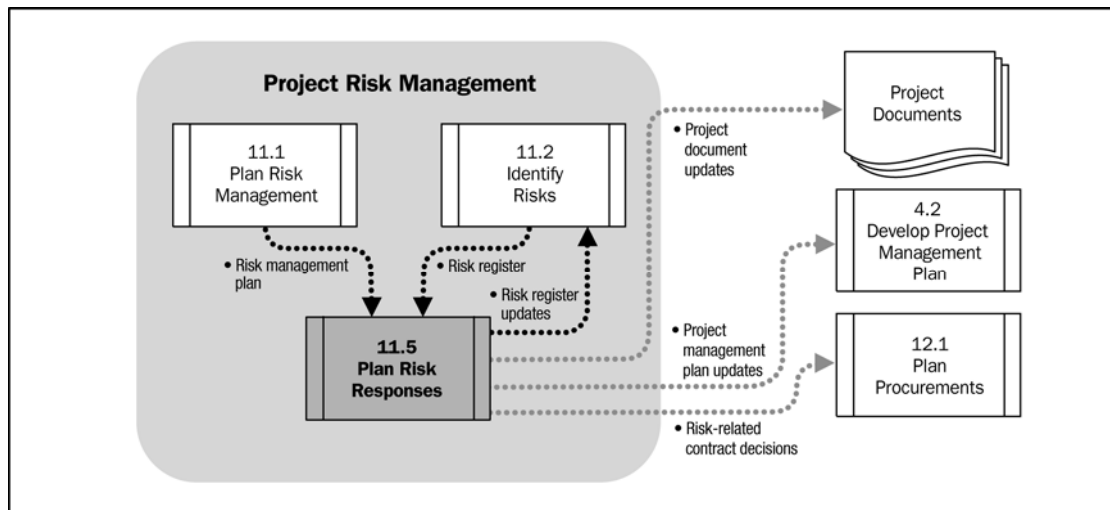 Project Risk Management
11.1
Plan Risk
Management
11.2
Identify
Risks
• Risk management
plan
• Risk register
• Risk register
updates
11.5
Plan Risk
Responses
• Project
document
updates
Project
Documents
4.2
Develop Project
Management
Plan
• Project
management
plan updates
12.1
Plan
Procurements
• Risk-related
contract decisions